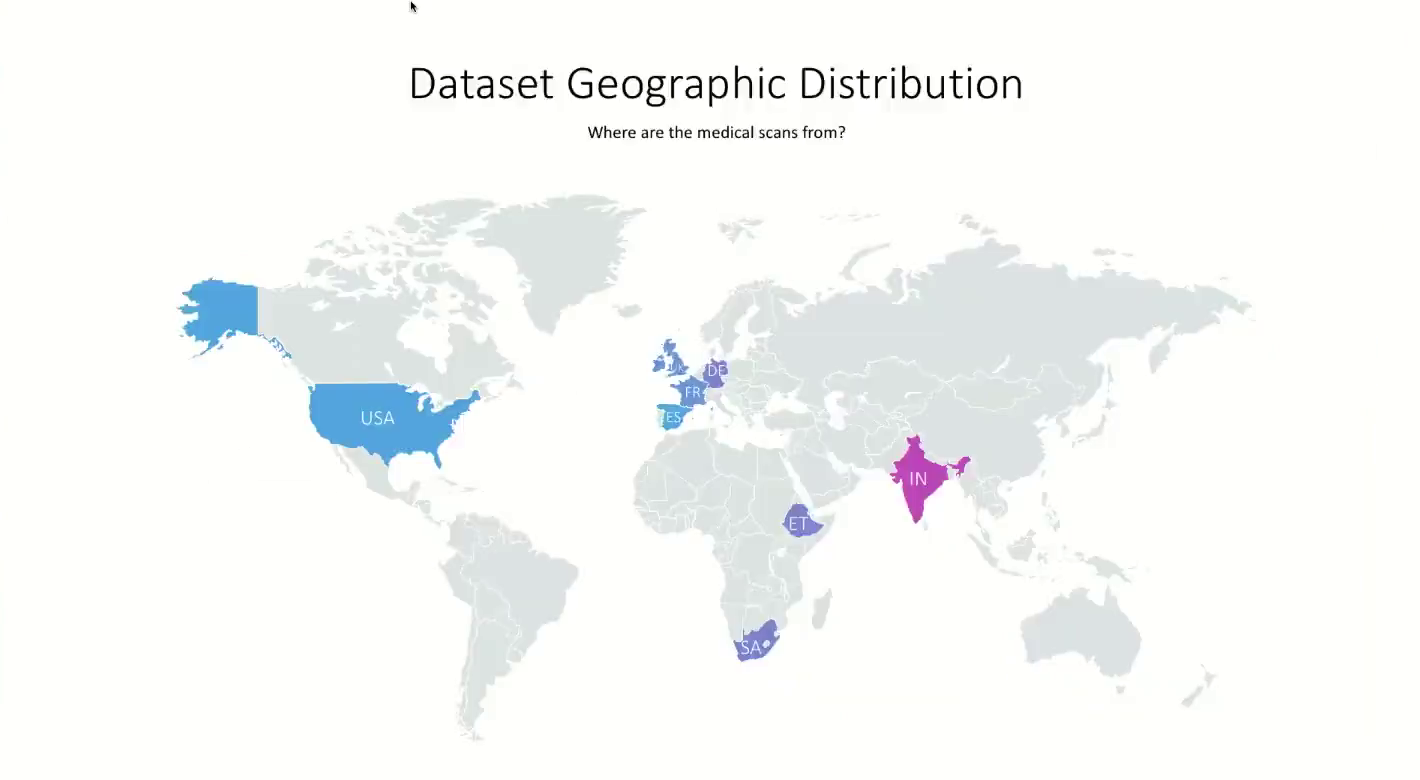 Dataset Geographic Distribution
Where are the medical scans from?
UK
DE
FR
USA
ES
IN
ET
SA